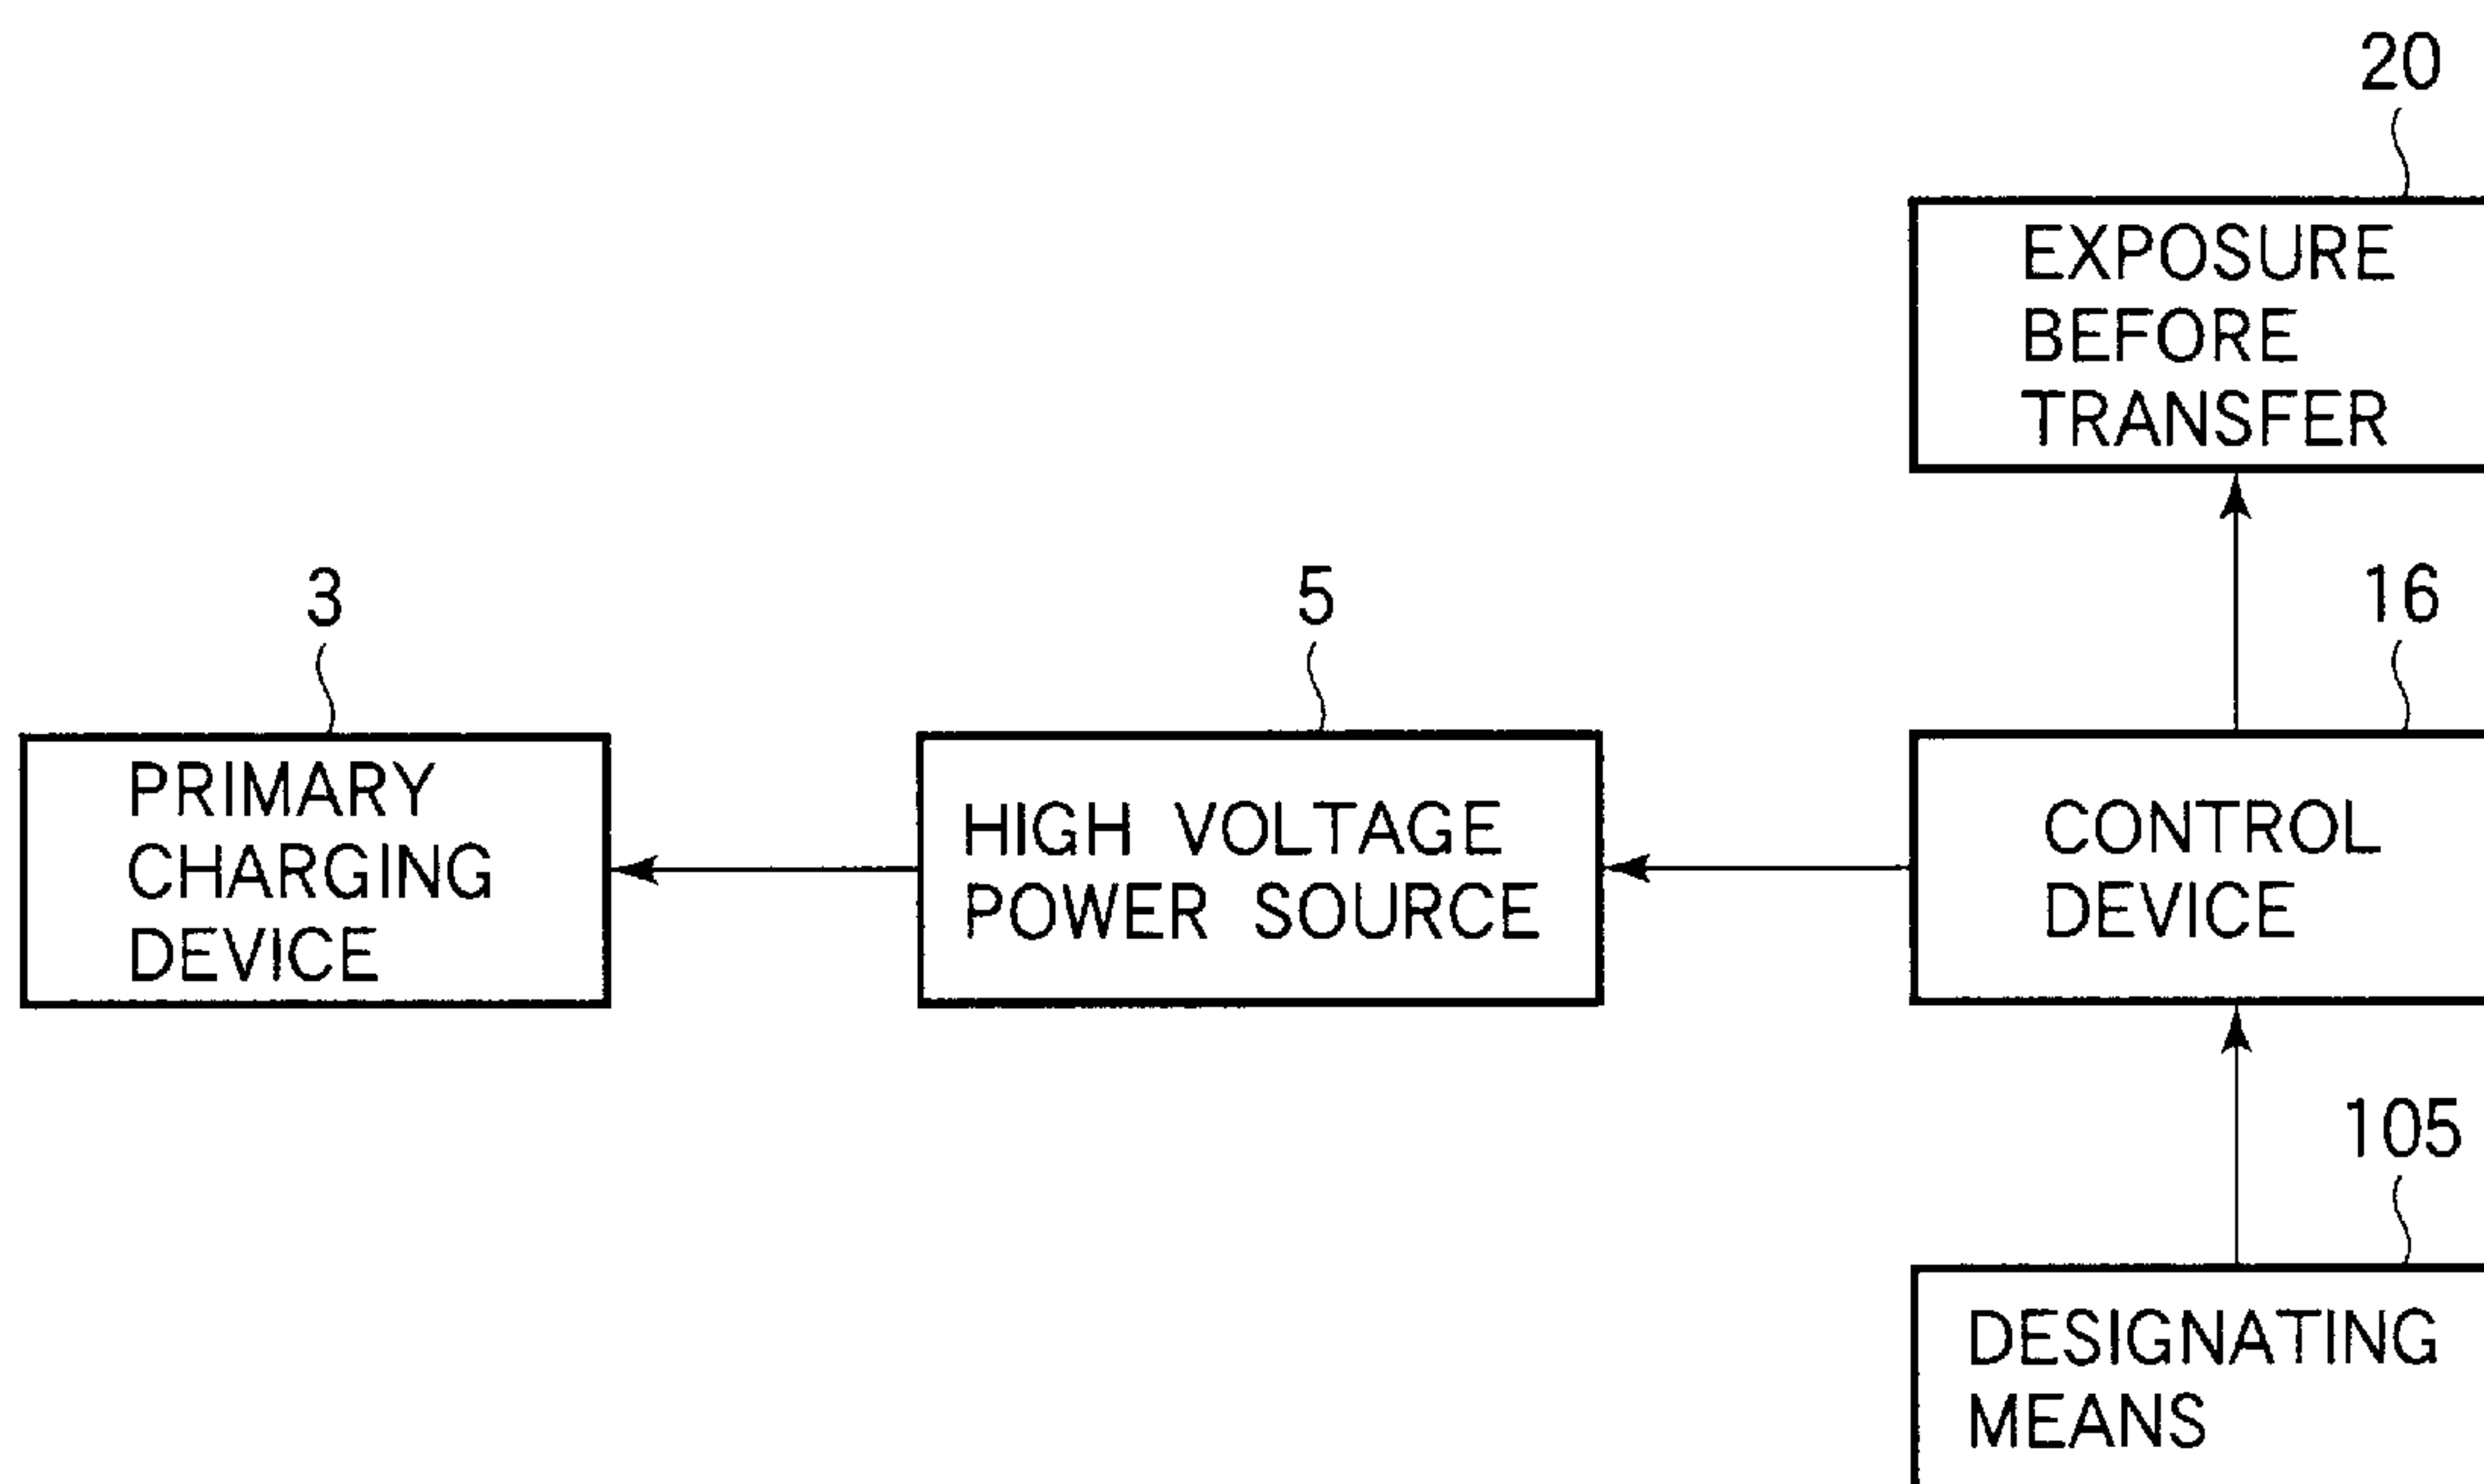 20
EXPOSURE
BEFORE
TRANSFER
3
5
16
PRIMARY
CHARGING
DEVICE
HIGH VOLTAGE
POWER SOURCE
CONTROL
DEVICE
105
DESIGNATING
MEANS